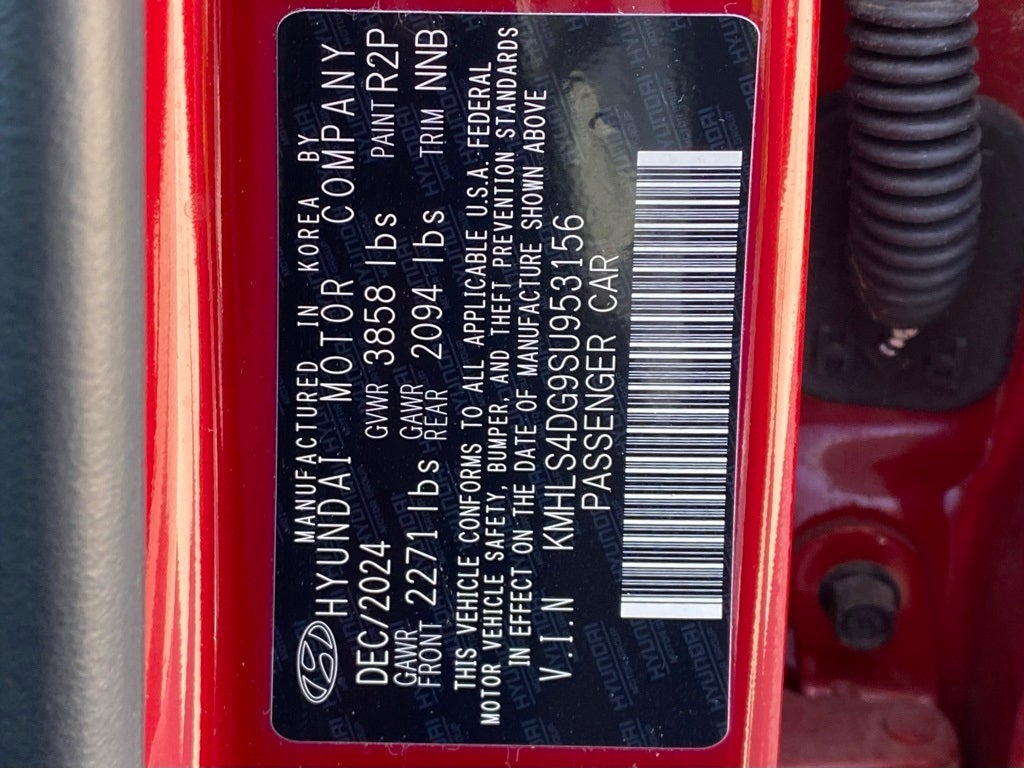 MANUFACTURED IN KOREA BY
HYUNDAI MOTOR COMPANY
DEC/2024 GVWR 3858 lbs PAINT R2P
GAWR FRONT 2271 lbs GAWR REAR 2094 lbs TRIM NNB
THIS VEHICLE CONFORMS TO ALL APPLICABLE U.S.A. FEDERAL
MOTOR VEHICLE SAFETY, BUMPER, AND THEFT PREVENTION STANDARDS
IN EFFECT ON THE DATE OF MANUFACTURE SHOWN ABOVE
V.I.N KMHLS4DG9SU953156
PASSENGER CAR